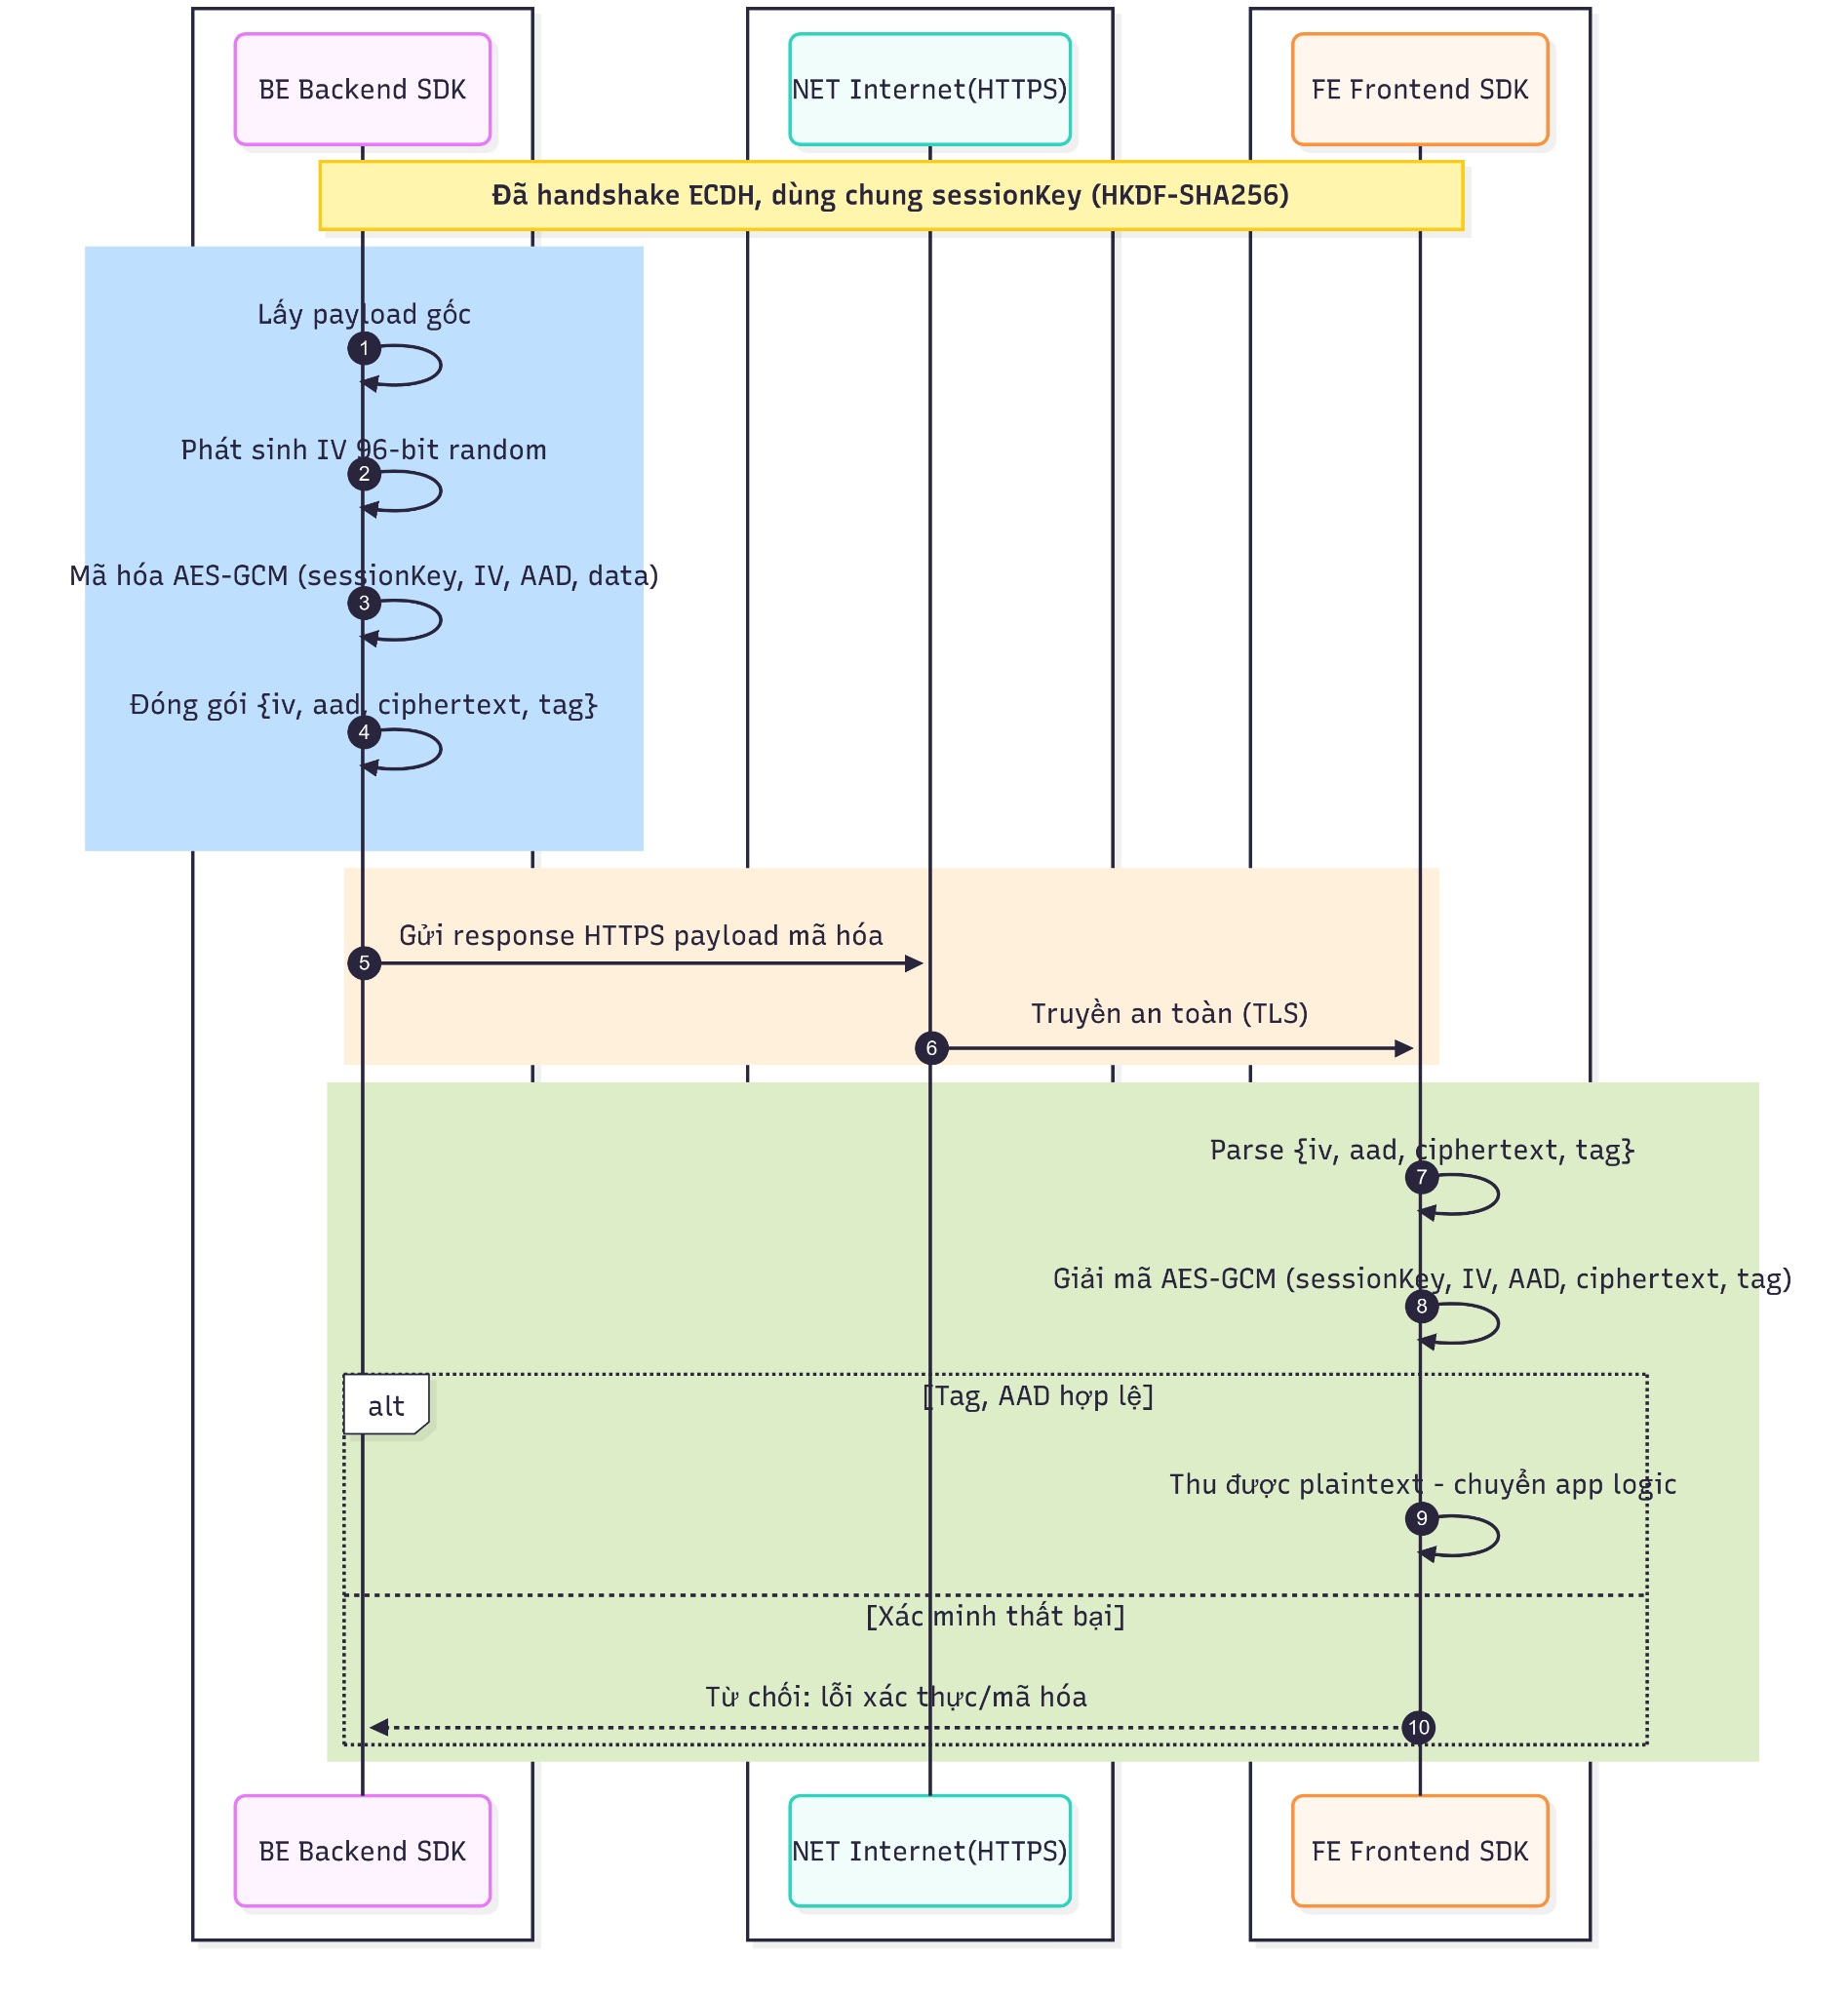 BE Backend SDK
NET Internet(HTTPS)
FE Frontend SDK
Đã handshake ECDH, dùng chung sessionKey (HKDF-SHA256)
Lấy payload gốc
1
Phát sinh IV 96-bit random
2
Mã hóa AES-GCM (sessionKey, IV, AAD, data)
3
Đóng gói {iv, aad, ciphertext, tag}
4
Gửi response HTTPS payload mã hóa
5
Truyền an toàn (TLS)
6
Parse {iv, aad, ciphertext, tag}
7
Giải mã AES-GCM (sessionKey, IV, AAD, ciphertext, tag)
8
alt
[Tag, AAD hợp lệ]
Thu được plaintext - chuyển app logic
9
[Xác minh thất bại]
Từ chối: lỗi xác thực/mã hóa
10
BE Backend SDK
NET Internet(HTTPS)
FE Frontend SDK